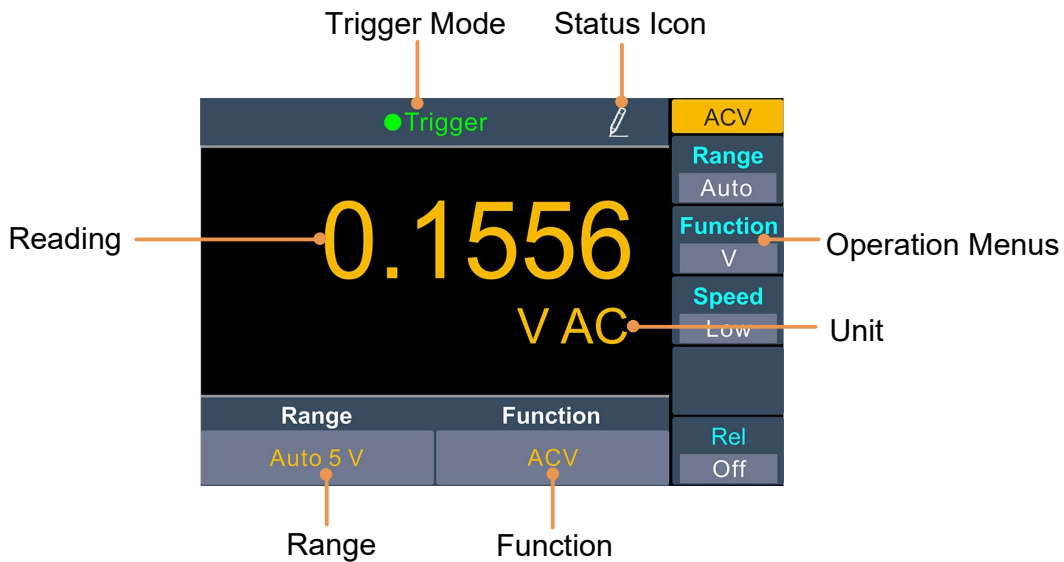 Trigger Mode
Status Icon
Trigger
ACV
Range
Auto
Reading
0.1556
Function
V
Operation Menus
V AC
Speed
Low
Unit
Range
Function
Auto 5 V
ACV
Rel
Off
Range
Function